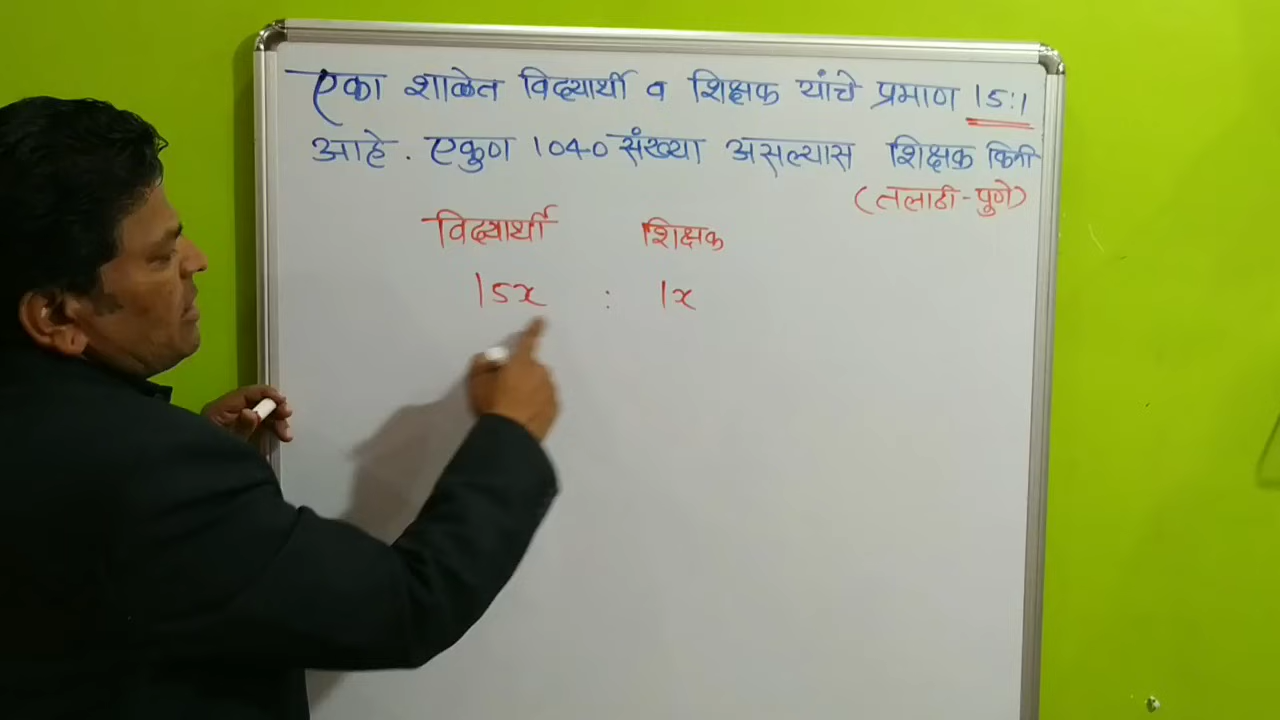 एका शाळेत विद्यार्थी व शिक्षक यांचे प्रमाण 15:1
आहे. एकुण 1040 संख्या असल्यास शिक्षक किती
(तलाठी-पुणे)
विद्यार्थी शिक्षक
15x : 1x